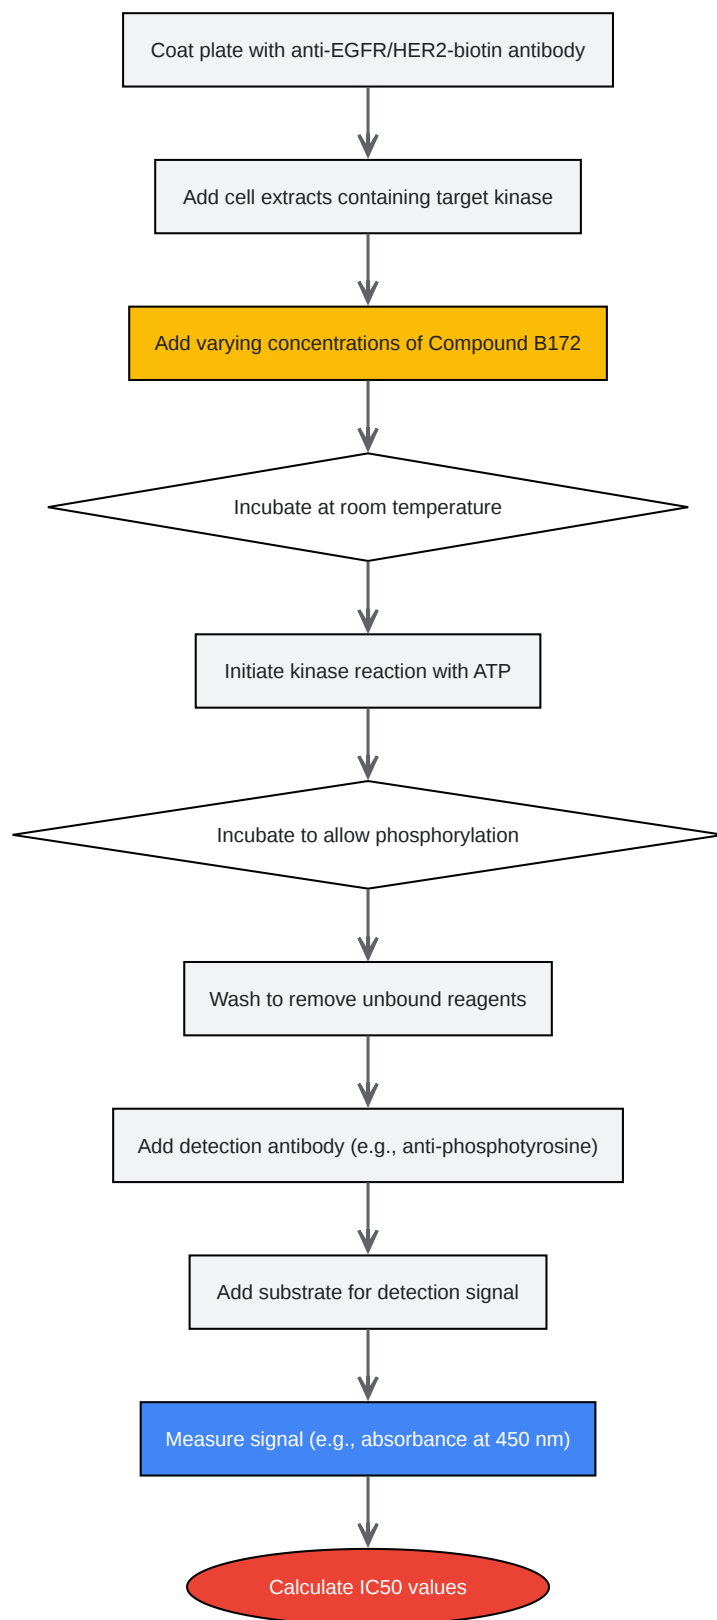 Coat plate with anti-EGFR/HER2-biotin antibody
Add cell extracts containing target kinase
Add varying concentrations of Compound B172
Incubate at room temperature
Initiate kinase reaction with ATP
Incubate to allow phosphorylation
Wash to remove unbound reagents
Add detection antibody (e.g., anti-phosphotyrosine)
Add substrate for detection signal
Measure signal (e.g., absorbance at 450 nm)
Calculate IC50 values